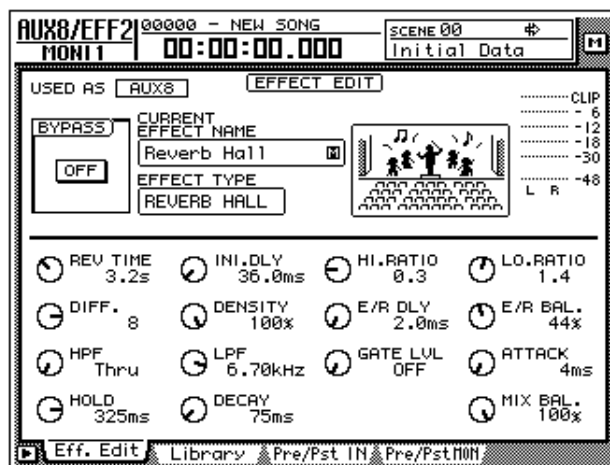 AUX8/EFF2 00000 - NEW SONG SCENE 00
MONI 1 00:00:00.000 Initial Data M
USED AS AUX8 EFFECT EDIT
BYPASS
OFF
CURRENT
EFFECT NAME
Reverb Hall M
EFFECT TYPE
REVERB HALL
CLIP
- 6
-12
-18
-30
-48
L R
REV TIME 3.2s INI.DLY 36.0ms HI.RATIO 0.3 LO.RATIO 1.4
DIFF. 8 DENSITY 100% E/R DLY 2.0ms E/R BAL. 44%
HPF Thru LPF 6.70kHz GATE LVL OFF ATTACK 4ms
HOLD 325ms DECAY 75ms MIX BAL. 100%
Eff. Edit Library Pre/Pst IN Pre/PstMON